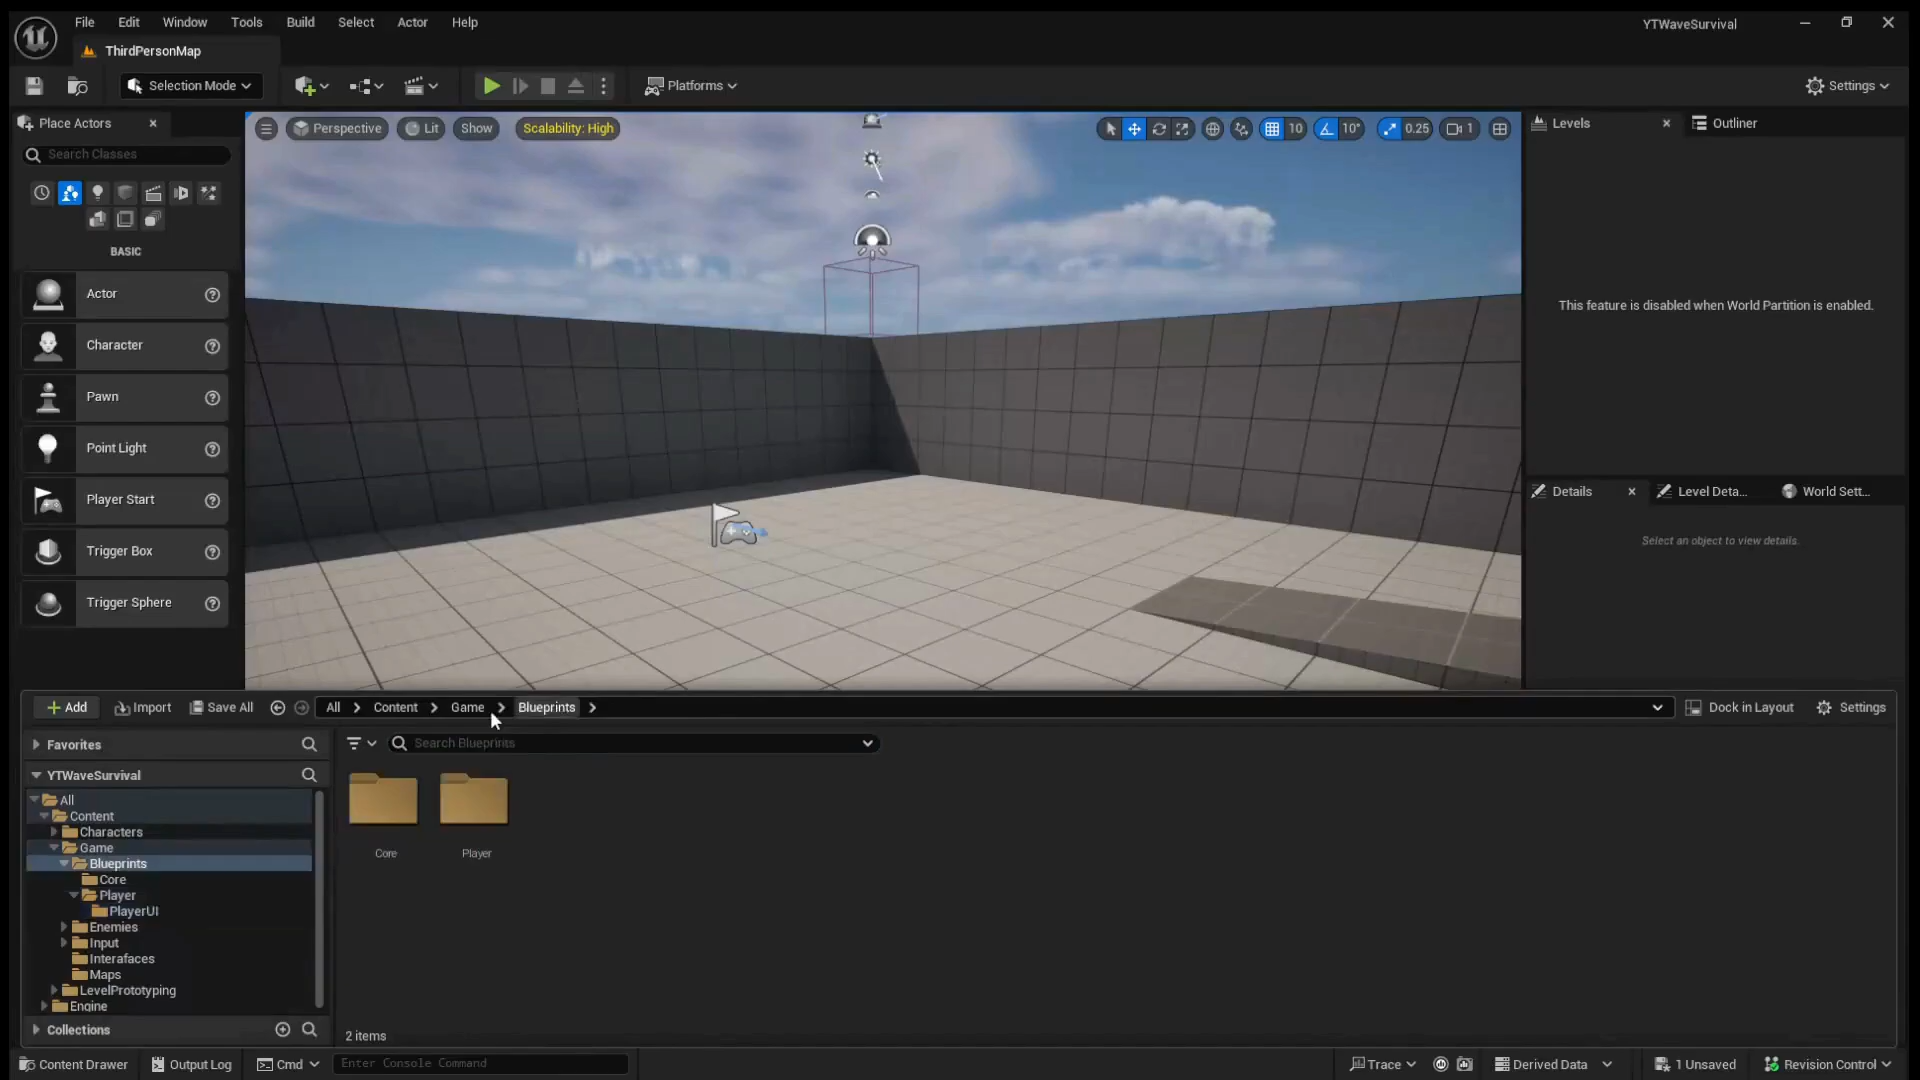 File Edit Window Tools Build Select Actor Help
YTWaveSurvival
ThirdPersonMap
Selection Mode
Platforms
Settings
Place Actors
Search Classes
BASIC
Actor
Character
Pawn
Point Light
Player Start
Trigger Box
Trigger Sphere
Perspective Lit Show Scalability: High
10 10° 0.25 1
Levels Outliner
This feature is disabled when World Partition is enabled.
Details Level Deta... World Sett...
Select an object to view details.
+ Add Import Save All All > Content > Game > Blueprints > Dock in Layout Settings
Favorites
Search Blueprints
YTWaveSurvival
All
Content
Characters
Game
Blueprints
Core
Player
PlayerUI
Enemies
Input
Interafaces
Maps
LevelPrototyping
Engine
Collections
Core Player
2 items
Content Drawer Output Log Cmd Enter Console Command Trace Derived Data 1 Unsaved Revision Control